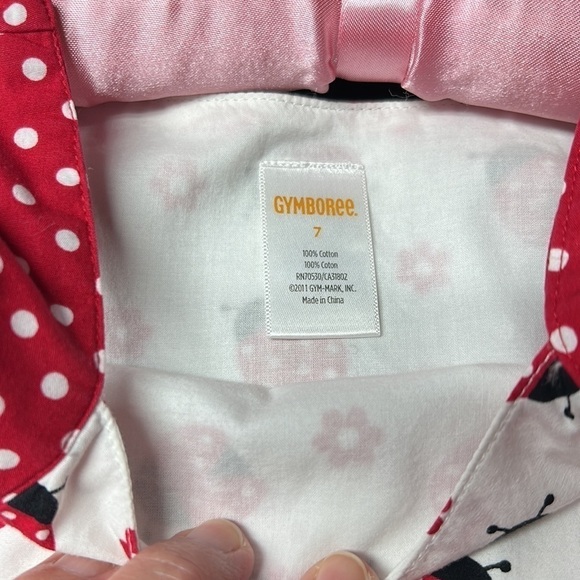 GYMBOREE.
7
100% Cotton
100% Coton
RN70530/CA31802
©2011 GYM-MARK, INC.
Made in China